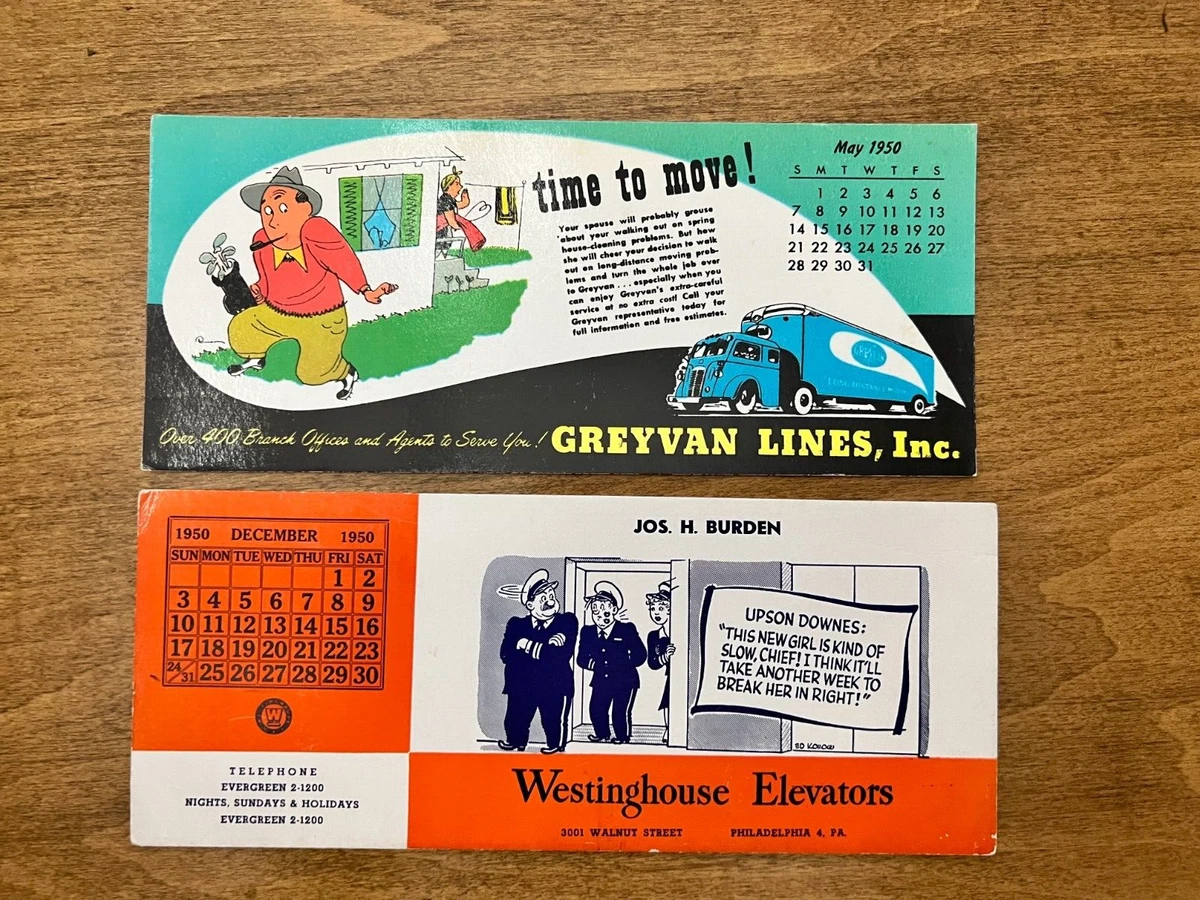 time to move!
Your spouse will probably grouse
about your walking out on spring
house-cleaning problems. But how
she will cheer your decision to walk
out on long-distance moving prob-
lems and turn the whole job over
to Greyvan . . . especially when you
can enjoy Greyvan's extra-careful
service at no extra cost! Call your
Greyvan representative today for
full information and free estimates.
May 1950
S M T W T F S
1 2 3 4 5 6
7 8 9 10 11 12 13
14 15 16 17 18 19 20
21 22 23 24 25 26 27
28 29 30 31
GREYVAN
LONG DISTANCE MOVING
Over 400 Branch Offices and Agents to Serve You!
GREYVAN LINES, Inc.
1950 DECEMBER 1950
SUN MON TUE WED THU FRI SAT
1 2
3 4 5 6 7 8 9
10 11 12 13 14 15 16
17 18 19 20 21 22 23
24/31 25 26 27 28 29 30
W
TELEPHONE
EVERGREEN 2-1200
NIGHTS, SUNDAYS & HOLIDAYS
EVERGREEN 2-1200
JOS. H. BURDEN
UPSON DOWNES:
"THIS NEW GIRL IS KIND OF
SLOW, CHIEF! I THINK IT'LL
TAKE ANOTHER WEEK TO
BREAK HER IN RIGHT!"
Westinghouse Elevators
3001 WALNUT STREET PHILADELPHIA 4, PA.